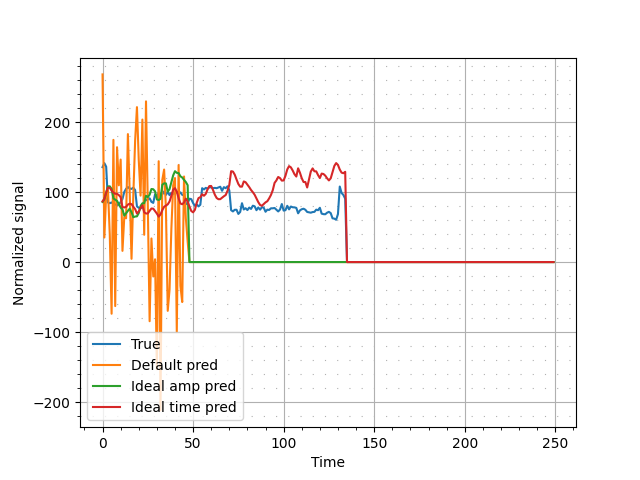 Normalized signal
200
100
0
−100
−200
True
Default pred
Ideal amp pred
Ideal time pred
0 50 100 150 200 250
Time